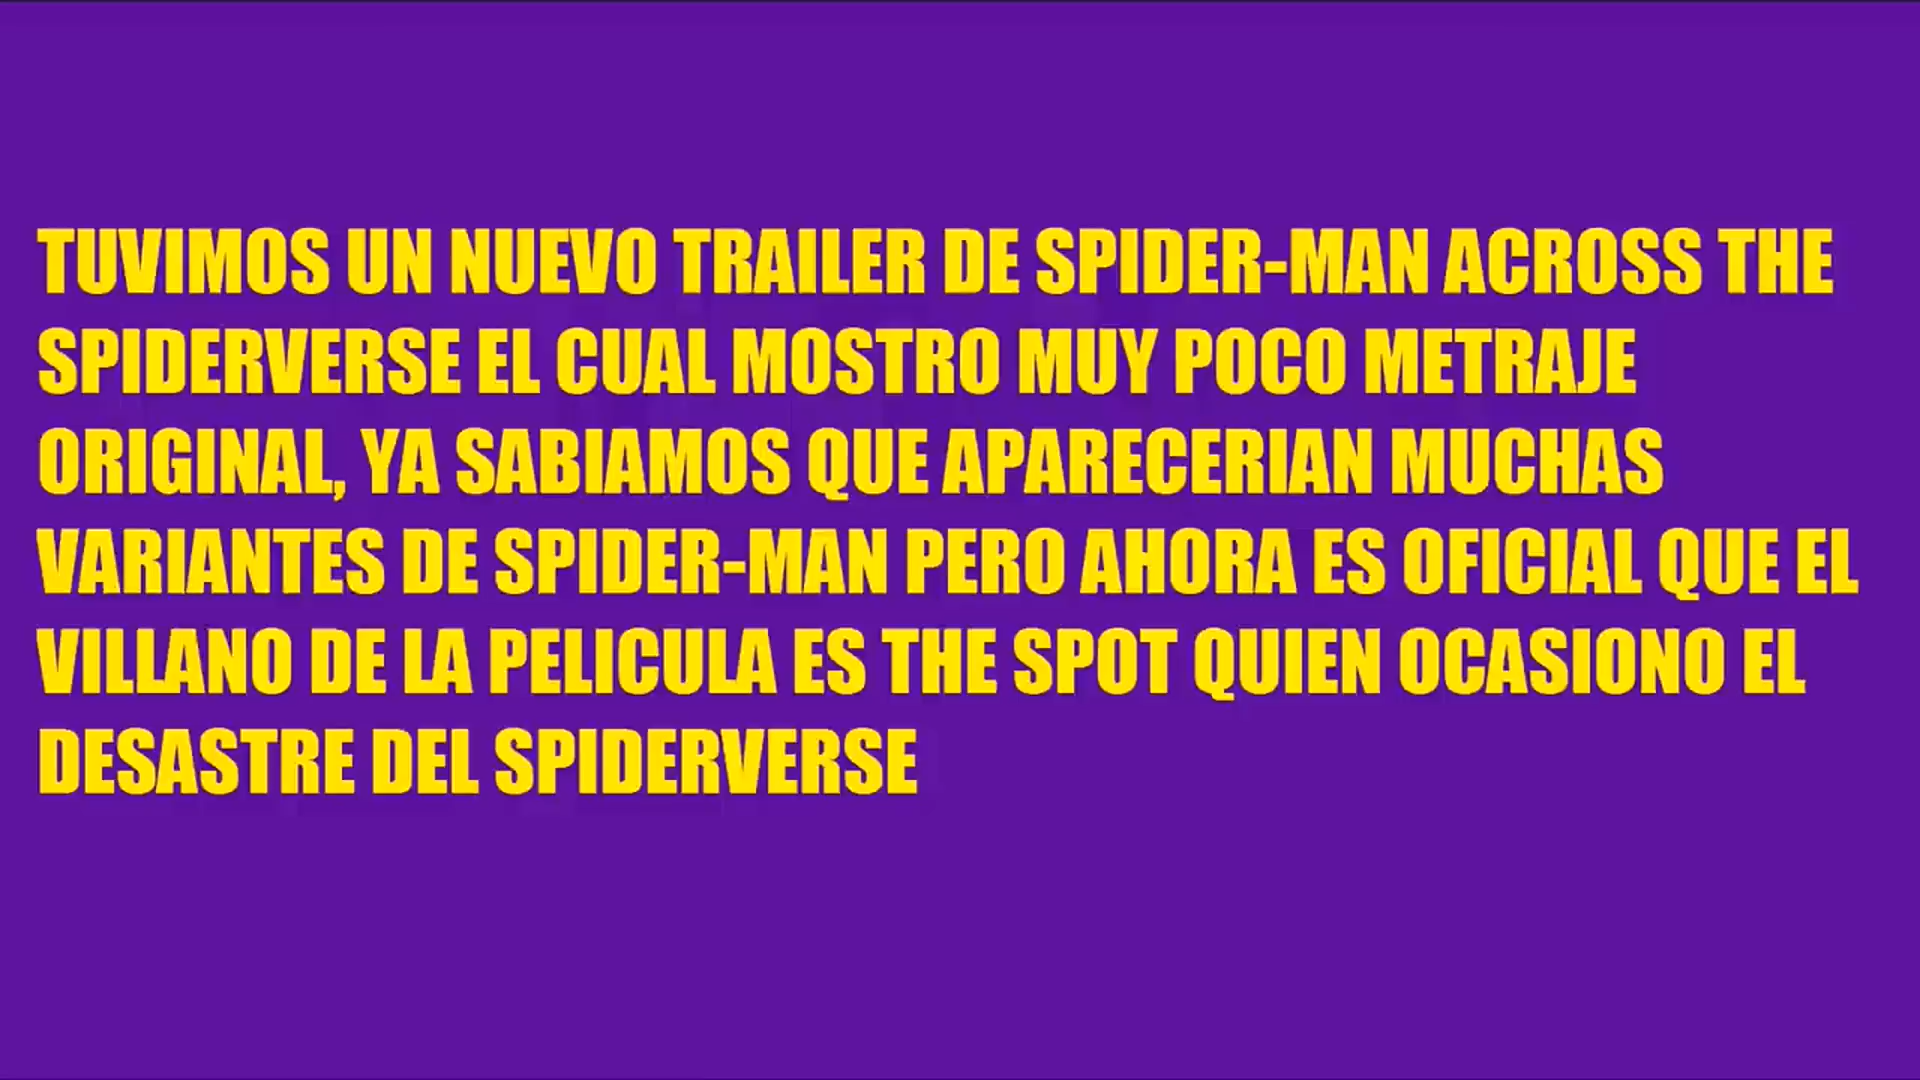 TUVIMOS UN NUEVO TRAILER DE SPIDER-MAN ACROSS THE
SPIDERVERSE EL CUAL MOSTRO MUY POCO METRAJE
ORIGINAL, YA SABIAMOS QUE APARECERIAN MUCHAS
VARIANTES DE SPIDER-MAN PERO AHORA ES OFICIAL QUE EL
VILLANO DE LA PELICULA ES THE SPOT QUIEN OCASIONO EL
DESASTRE DEL SPIDERVERSE